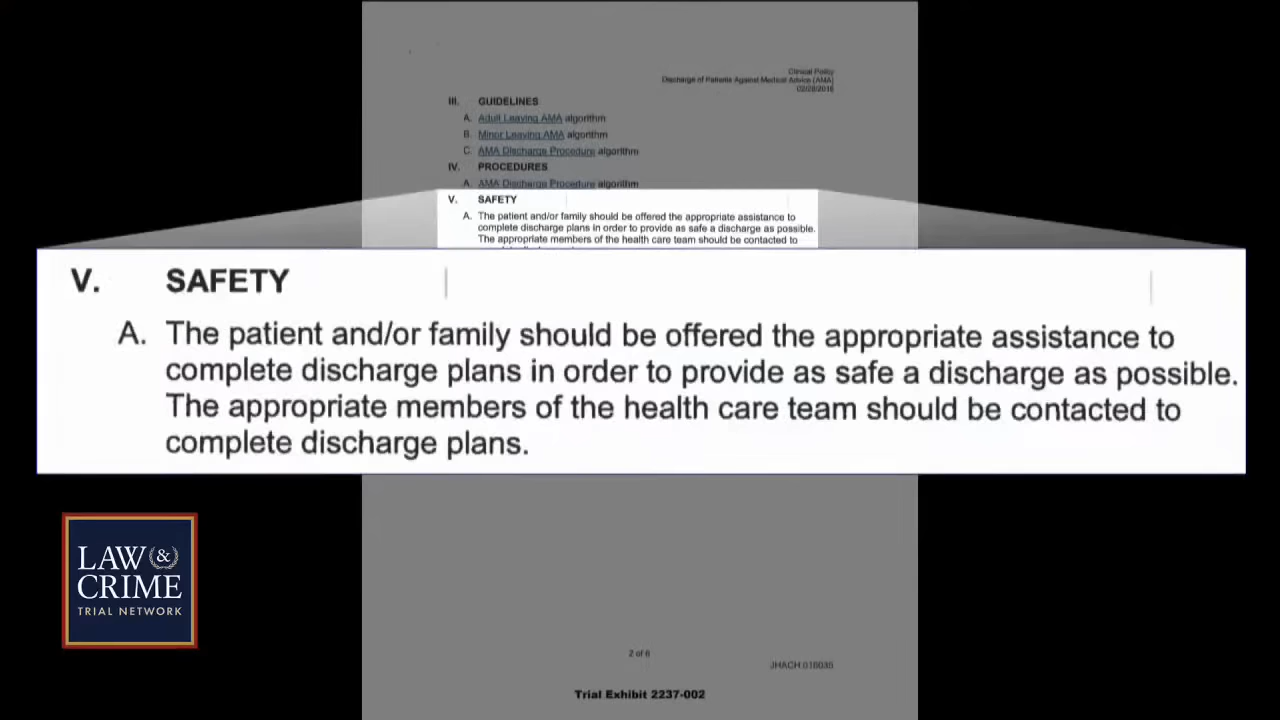 Clinical Policy
Discharge of Patients Against Medical Advice (AMA)
02/26/2016
III. GUIDELINES
A. Adult Leaving AMA algorithm
B. Minor Leaving AMA algorithm
C. AMA Discharge Procedure algorithm
IV. PROCEDURES
A. AMA Discharge Procedure algorithm
V. SAFETY
A. The patient and/or family should be offered the appropriate assistance to
complete discharge plans in order to provide as safe a discharge as possible.
The appropriate members of the health care team should be contacted to
V. SAFETY
A. The patient and/or family should be offered the appropriate assistance to
complete discharge plans in order to provide as safe a discharge as possible.
The appropriate members of the health care team should be contacted to
complete discharge plans.
LAW &
CRIME
TRIAL NETWORK
2 of 6
Trial Exhibit 2237-002